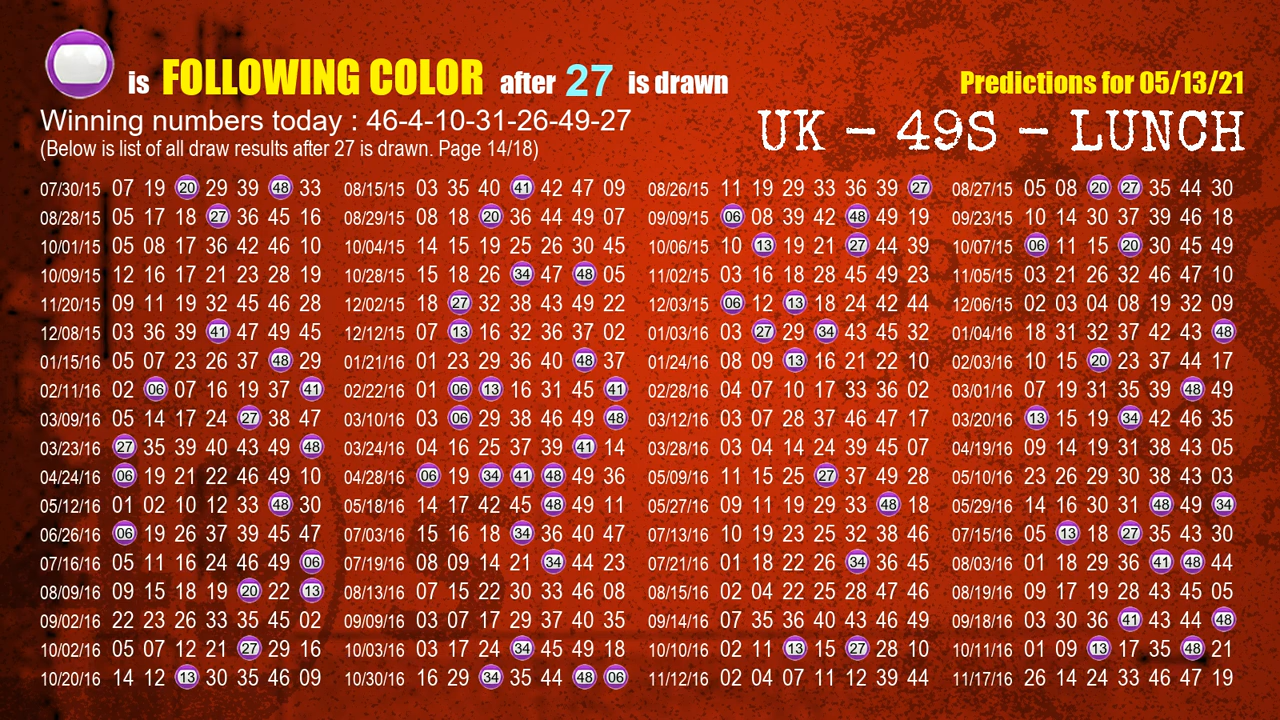 is FOLLOWING COLOR after 27 is drawn Predictions for 05/13/21
Winning numbers today : 46-4-10-31-26-49-27 UK - 49S - LUNCH
(Below is list of all draw results after 27 is drawn. Page 14/18)
07/30/15 07 19 20 29 39 48 33 08/15/15 03 35 40 41 42 47 09 08/26/15 11 19 29 33 36 39 27 08/27/15 05 08 20 27 35 44 30
08/28/15 05 17 18 27 36 45 16 08/29/15 08 18 20 36 44 49 07 09/09/15 06 08 39 42 48 49 19 09/23/15 10 14 30 37 39 46 18
10/01/15 05 08 17 36 42 46 10 10/04/15 14 15 19 25 26 30 45 10/06/15 10 13 19 21 27 44 39 10/07/15 06 11 15 20 30 45 49
10/09/15 12 16 17 21 23 28 19 10/28/15 15 18 26 34 47 48 05 11/02/15 03 16 18 28 45 49 23 11/05/15 03 21 26 32 46 47 10
11/20/15 09 11 19 32 45 46 28 12/02/15 18 27 32 38 43 49 22 12/03/15 06 12 13 18 24 42 44 12/06/15 02 03 04 08 19 32 09
12/08/15 03 36 39 41 47 49 45 12/12/15 07 13 16 32 36 37 02 01/03/16 03 27 29 34 43 45 32 01/04/16 18 31 32 37 42 43 48
01/15/16 05 07 23 26 37 48 29 01/21/16 01 23 29 36 40 48 37 01/24/16 08 09 13 16 21 22 10 02/03/16 10 15 20 23 37 44 17
02/11/16 02 06 07 16 19 37 41 02/22/16 01 06 13 16 31 45 41 02/28/16 04 07 10 17 33 36 02 03/01/16 07 19 31 35 39 48 49
03/09/16 05 14 17 24 27 38 47 03/10/16 03 06 29 38 46 49 48 03/12/16 03 07 28 37 46 47 17 03/20/16 13 15 19 34 42 46 35
03/23/16 27 35 39 40 43 49 48 03/24/16 04 16 25 37 39 41 14 03/28/16 03 04 14 24 39 45 07 04/19/16 09 14 19 31 38 43 05
04/24/16 06 19 21 22 46 49 10 04/28/16 06 19 34 41 48 49 36 05/09/16 11 15 25 27 37 49 28 05/10/16 23 26 29 30 38 43 03
05/12/16 01 02 10 12 33 48 30 05/18/16 14 17 42 45 48 49 11 05/27/16 09 11 19 29 33 48 18 05/29/16 14 16 30 31 48 49 34
06/26/16 06 19 26 37 39 45 47 07/03/16 15 16 18 34 36 40 47 07/13/16 10 19 23 25 32 38 46 07/15/16 05 13 18 27 35 43 30
07/16/16 05 11 16 24 46 49 06 07/19/16 08 09 14 21 34 44 23 07/21/16 01 18 22 26 34 36 45 08/03/16 01 18 29 36 41 48 44
08/09/16 09 15 18 19 20 22 13 08/13/16 07 15 22 30 33 46 08 08/15/16 02 04 22 25 28 47 46 08/19/16 09 17 19 28 43 45 05
09/02/16 22 23 26 33 35 45 02 09/09/16 03 07 17 29 37 40 35 09/14/16 07 35 36 40 43 46 49 09/18/16 03 30 36 41 43 44 48
10/02/16 05 07 12 21 27 29 16 10/03/16 03 17 24 34 45 49 18 10/10/16 02 11 13 15 27 28 10 10/11/16 01 09 13 17 35 48 21
10/20/16 14 12 13 30 35 46 09 10/30/16 16 29 34 35 44 48 06 11/12/16 02 04 07 11 12 39 44 11/17/16 26 14 24 33 46 47 19